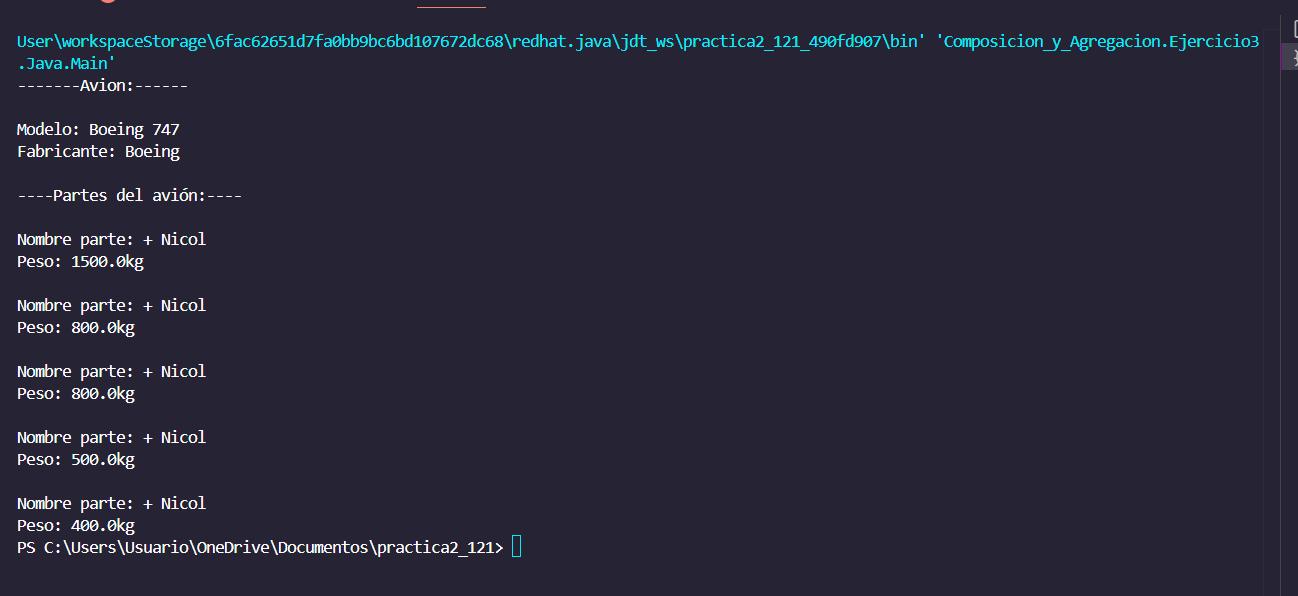 User\workspaceStorage\6fac62651d7fa0bb9bc6bd107672dc68\redhat.java\jdt_ws\practica2_121_490fd907\bin' 'Composicion_y_Agregacion.Ejercicio3
.Java.Main'
-------Avion:------
Modelo: Boeing 747
Fabricante: Boeing
----Partes del avión:----
Nombre parte: + Nicol
Peso: 1500.0kg
Nombre parte: + Nicol
Peso: 800.0kg
Nombre parte: + Nicol
Peso: 800.0kg
Nombre parte: + Nicol
Peso: 500.0kg
Nombre parte: + Nicol
Peso: 400.0kg
PS C:\Users\Usuario\OneDrive\Documentos\practica2_121>